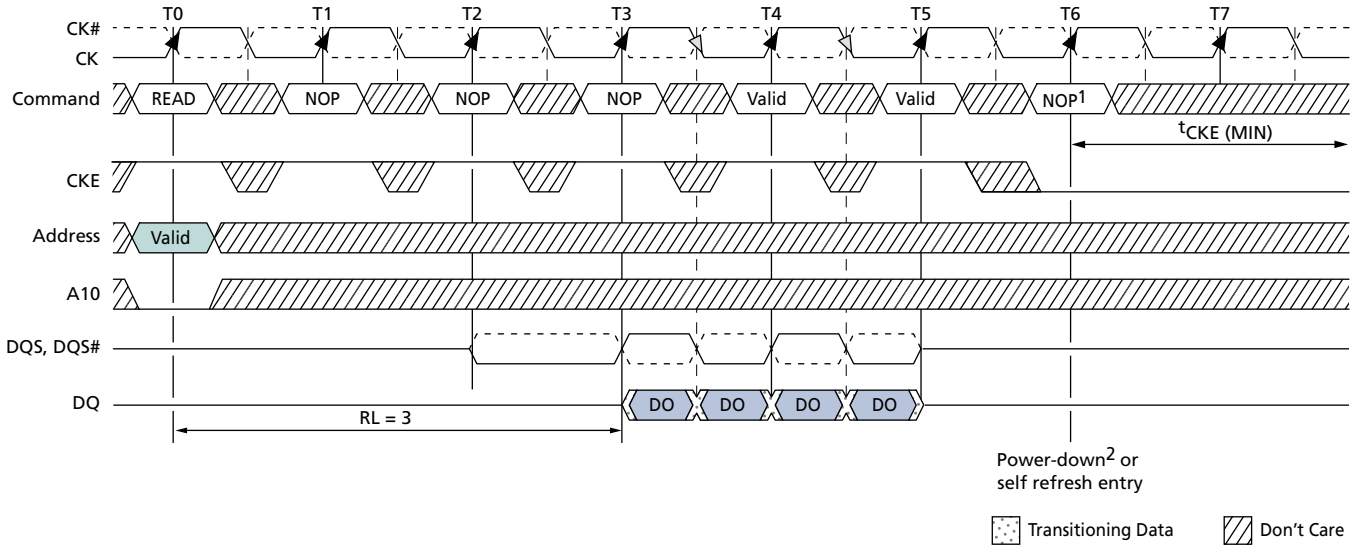 T0 T1 T2 T3 T4 T5 T6 T7
CK#
CK
Command READ NOP NOP NOP Valid Valid NOP1
tCKE (MIN)
CKE
Address Valid
A10
DQS, DQS#
DQ DO DO DO DO
RL = 3
Power-down2 or
self refresh entry
Transitioning Data Don't Care